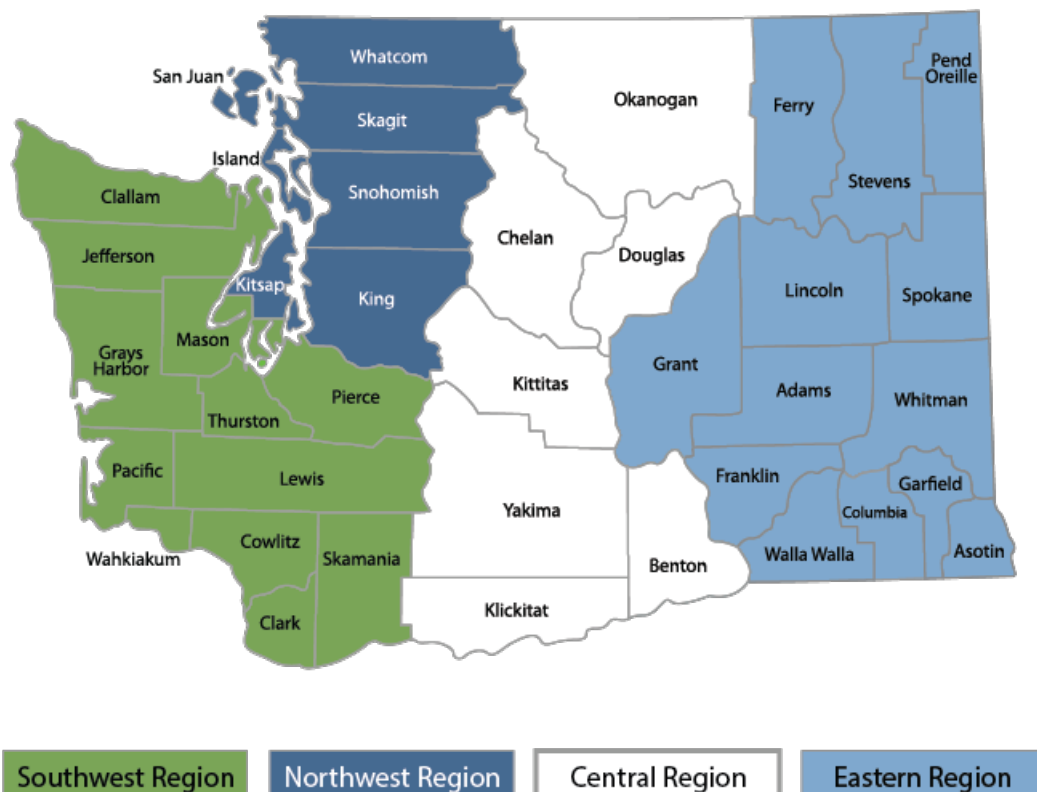 Whatcom
Pend
Oreille
San Juan
Okanogan
Ferry
Skagit
Island
Stevens
Snohomish
Clallam
Chelan
Douglas
Jefferson
Kitsap
King
Lincoln
Spokane
Mason
Grays
Harbor
Grant
Kittitas
Adams
Pierce
Whitman
Thurston
Pacific
Lewis
Franklin
Garfield
Yakima
Columbia
Cowlitz
Wahkiakum
Skamania
Benton
Walla Walla
Asotin
Klickitat
Clark
Southwest Region
Northwest Region
Central Region
Eastern Region